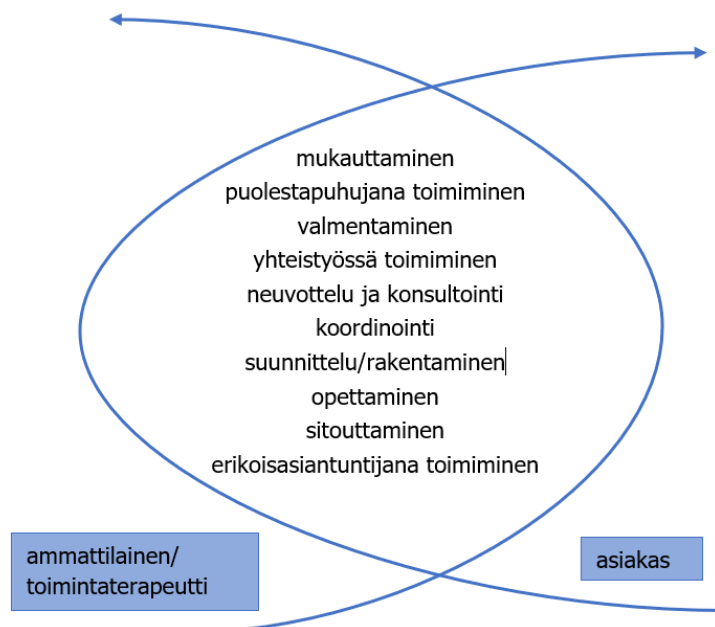 mukauttaminen
puolestapuhujana toimiminen
valmentaminen
yhteistyössä toimiminen
neuvottelu ja konsultointi
koordinointi
suunnittelu/rakentaminen
opettaminen
sitouttaminen
erikoisasiantuntijana toimiminen
ammattilainen/
toimintaterapeutti
asiakas